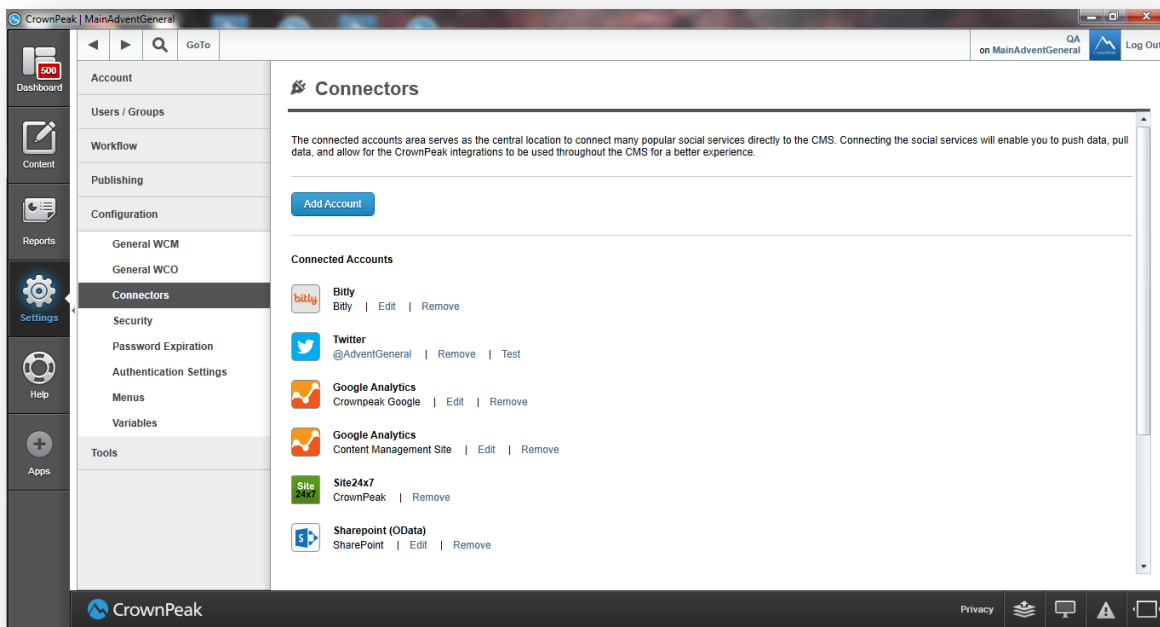 CrownPeak | MainAdventGeneral
GoTo
QA
on MainAdventGeneral
CrownPeak
Log Out
500
Dashboard
Content
Reports
Settings
Help
Apps
Account
Users / Groups
Workflow
Publishing
Configuration
General WCM
General WCO
Connectors
Security
Password Expiration
Authentication Settings
Menus
Variables
Tools
Connectors
The connected accounts area serves as the central location to connect many popular social services directly to the CMS. Connecting the social services will enable you to push data, pull
data, and allow for the CrownPeak integrations to be used throughout the CMS for a better experience.
Add Account
Connected Accounts
bitly
Bitly
Bitly | Edit | Remove
Twitter
@AdventGeneral | Remove | Test
Google Analytics
Crownpeak Google | Edit | Remove
Google Analytics
Content Management Site | Edit | Remove
Site
24x7
Site24x7
CrownPeak | Remove
S
Sharepoint (OData)
SharePoint | Edit | Remove
CrownPeak
Privacy